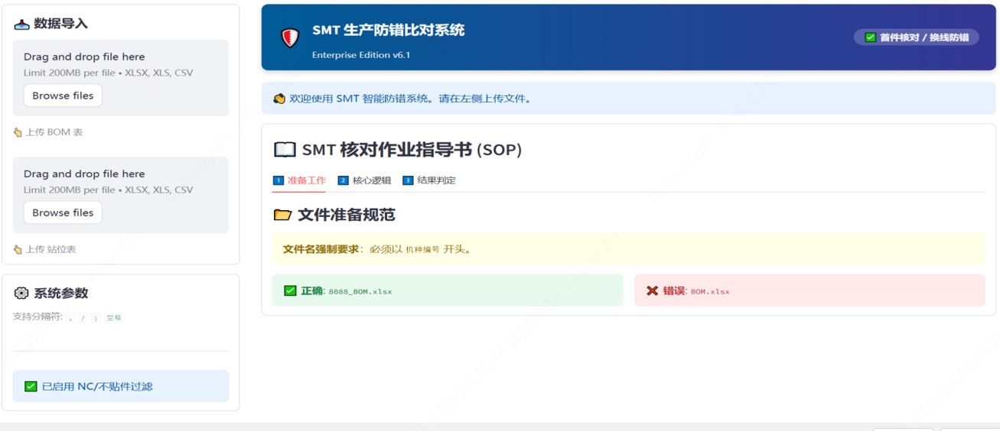 数据导入
Drag and drop file here
Limit 200MB per file • XLSX, XLS, CSV
Browse files
上传 BOM 表
Drag and drop file here
Limit 200MB per file • XLSX, XLS, CSV
Browse files
上传 站位表
系统参数
支持分隔符: , / ; 空格
已启用 NC/不贴件过滤
SMT 生产防错比对系统
Enterprise Edition v6.1
首件核对 / 换线防错
欢迎使用 SMT 智能防错系统。请在左侧上传文件。
SMT 核对作业指导书 (SOP)
1 准备工作 2 核心逻辑 3 结果判定
文件准备规范
文件名强制要求：必须以 机种编号 开头。
正确: 8088_BOM.xlsx
错误: BOM.xlsx